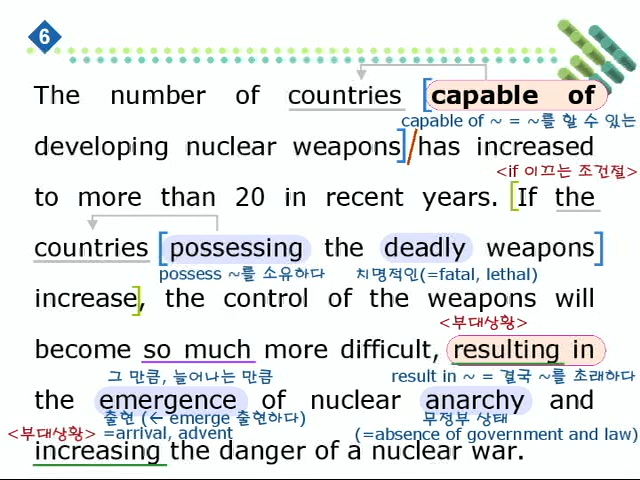 6
The number of countries [capable of
capable of ~ = ~를 할 수 있는
developing nuclear weapons]/has increased
<if 이끄는 조건절>
to more than 20 in recent years. [If the
countries [possessing the deadly weapons]
possess ~를 소유하다 치명적인(=fatal, lethal)
increase], the control of the weapons will
<부대상황>
become so much more difficult, resulting in
그 만큼, 늘어나는 만큼 result in ~ = 결국 ~를 초래하다
the emergence of nuclear anarchy and
출현 (← emerge 출현하다) 무정부 상태
<부대상황> =arrival, advent (=absence of government and law)
increasing the danger of a nuclear war.